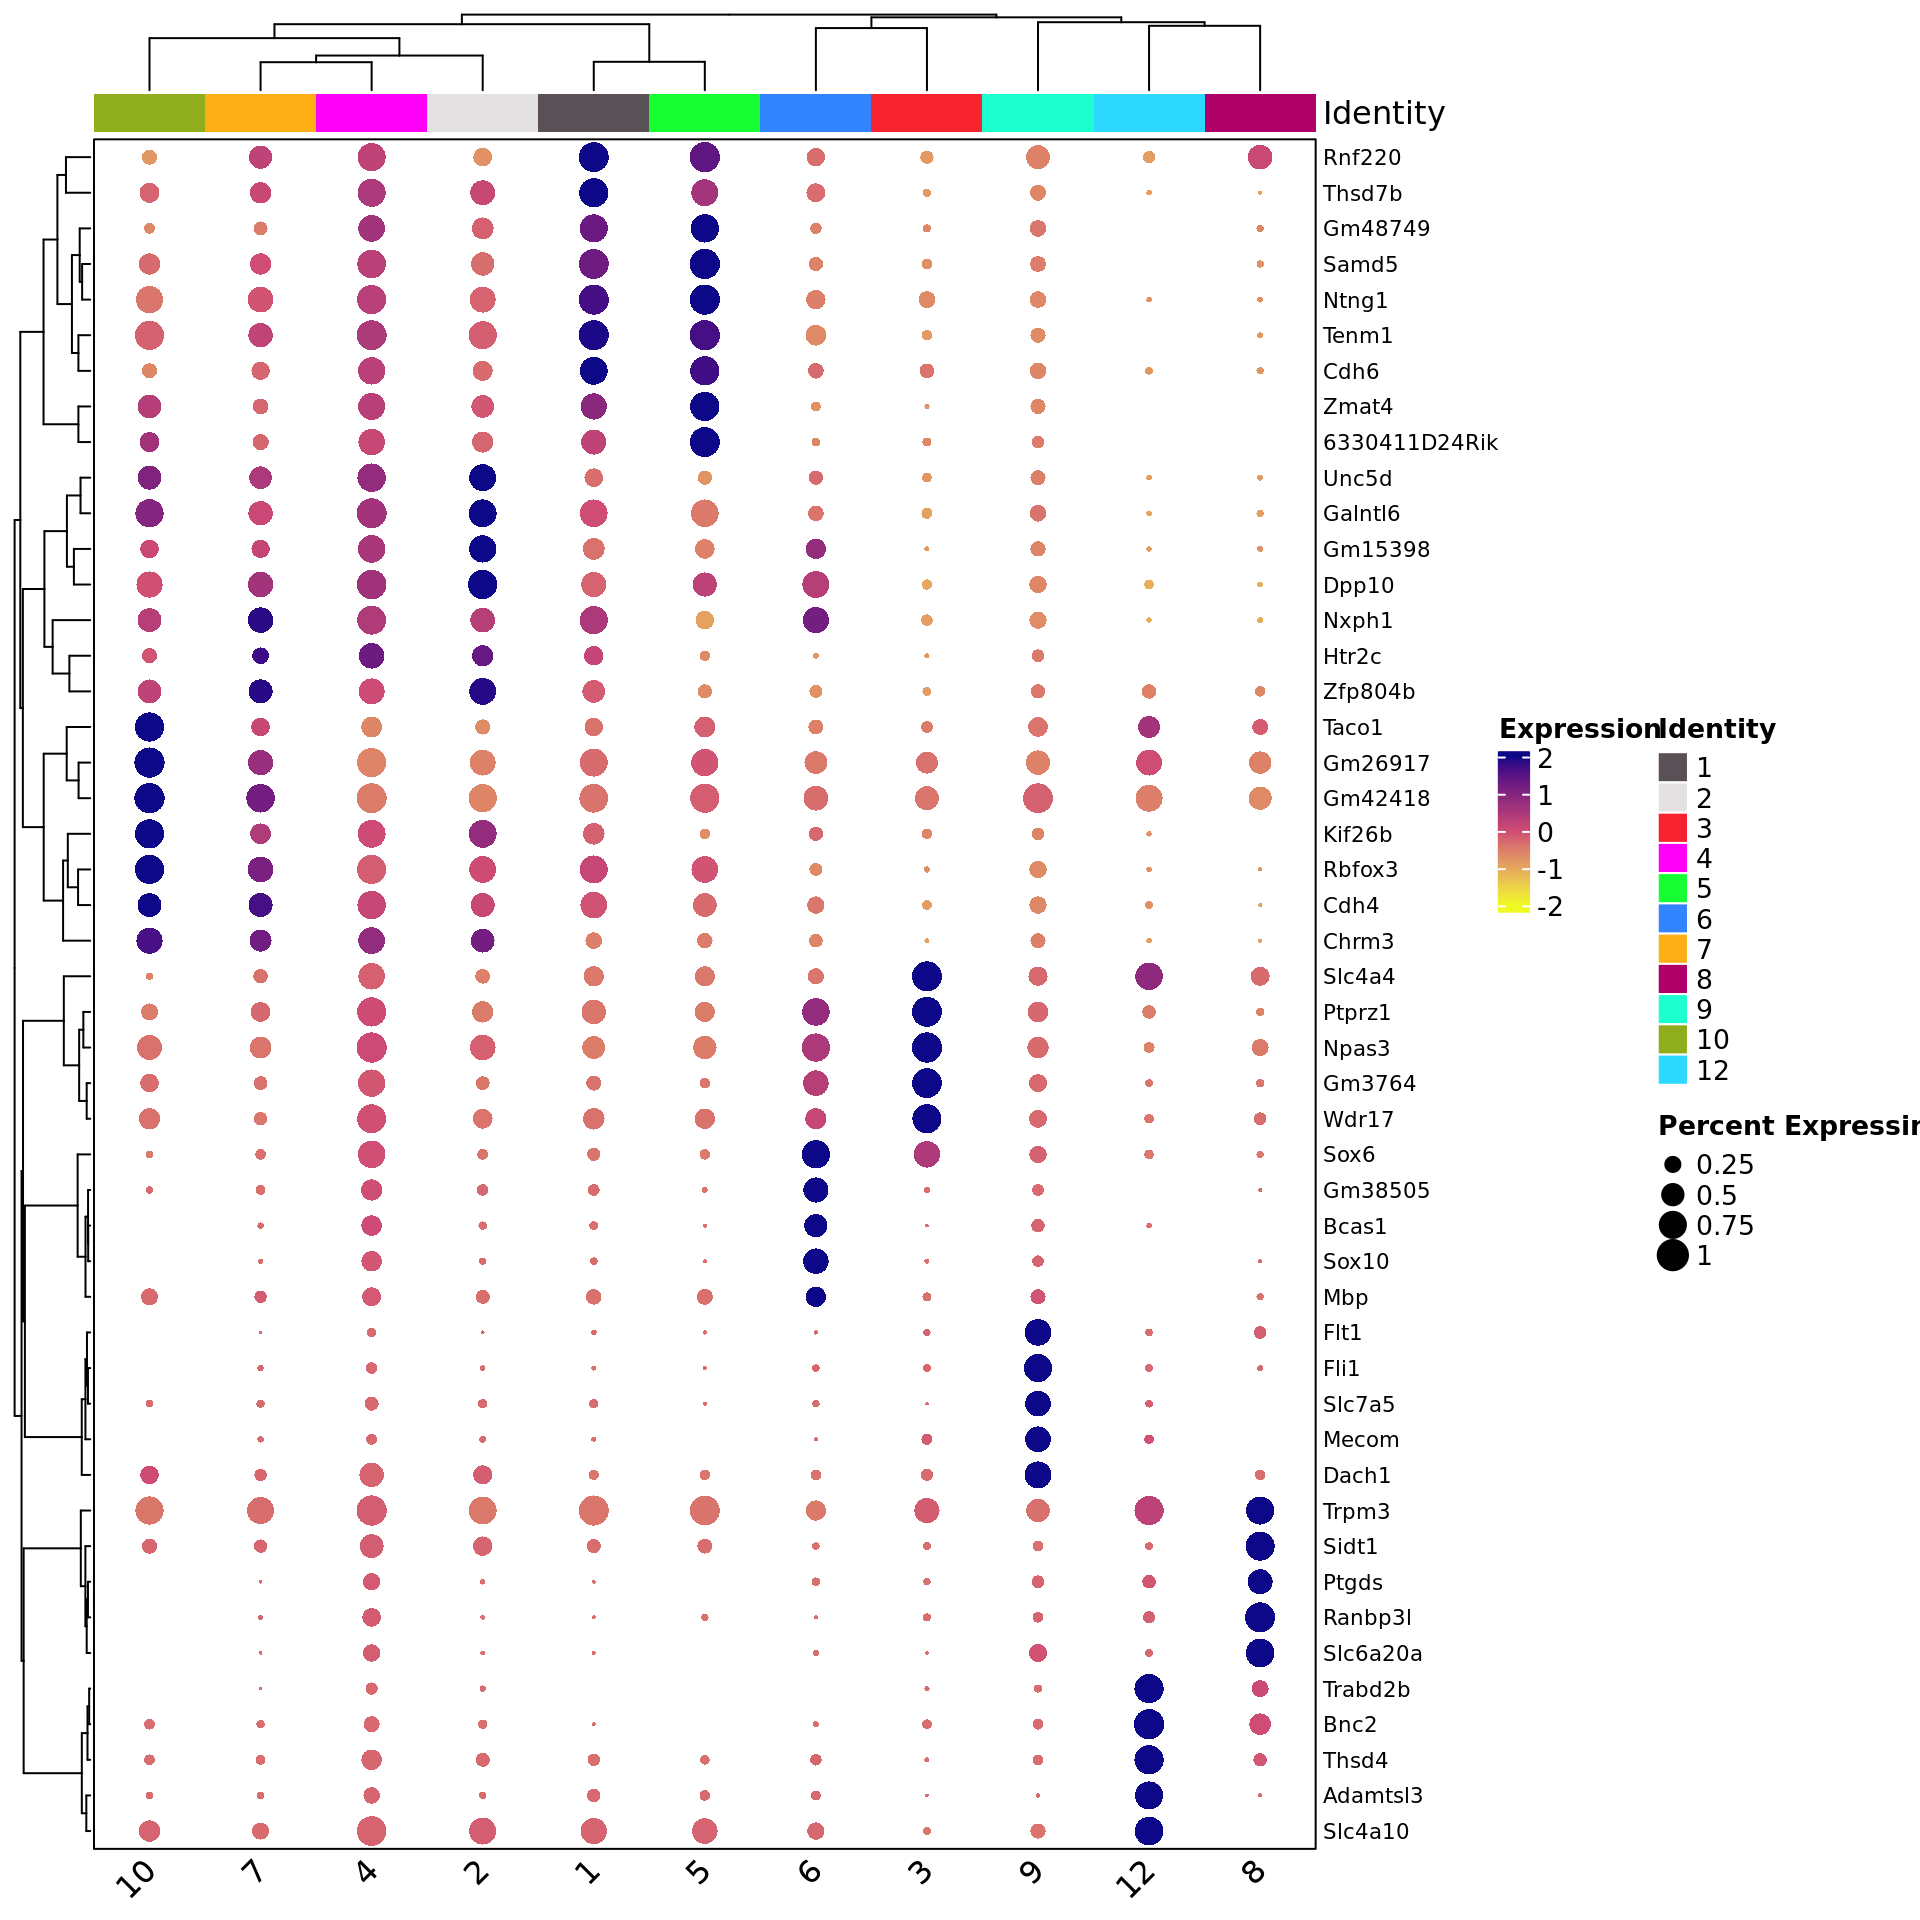 Identity
Rnf220
Thsd7b
Gm48749
Samd5
Ntng1
Tenm1
Cdh6
Zmat4
6330411D24Rik
Unc5d
Galntl6
Gm15398
Dpp10
Nxph1
Htr2c
Zfp804b
Taco1
Gm26917
Gm42418
Kif26b
Rbfox3
Cdh4
Chrm3
Slc4a4
Ptprz1
Npas3
Gm3764
Wdr17
Sox6
Gm38505
Bcas1
Sox10
Mbp
Flt1
Fli1
Slc7a5
Mecom
Dach1
Trpm3
Sidt1
Ptgds
Ranbp3l
Slc6a20a
Trabd2b
Bnc2
Thsd4
Adamtsl3
Slc4a10
10 7 4 2 1 5 6 3 9 12 8
Expression
2
1
0
-1
-2
Identity
1
2
3
4
5
6
7
8
9
10
12
Percent Expressin
0.25
0.5
0.75
1